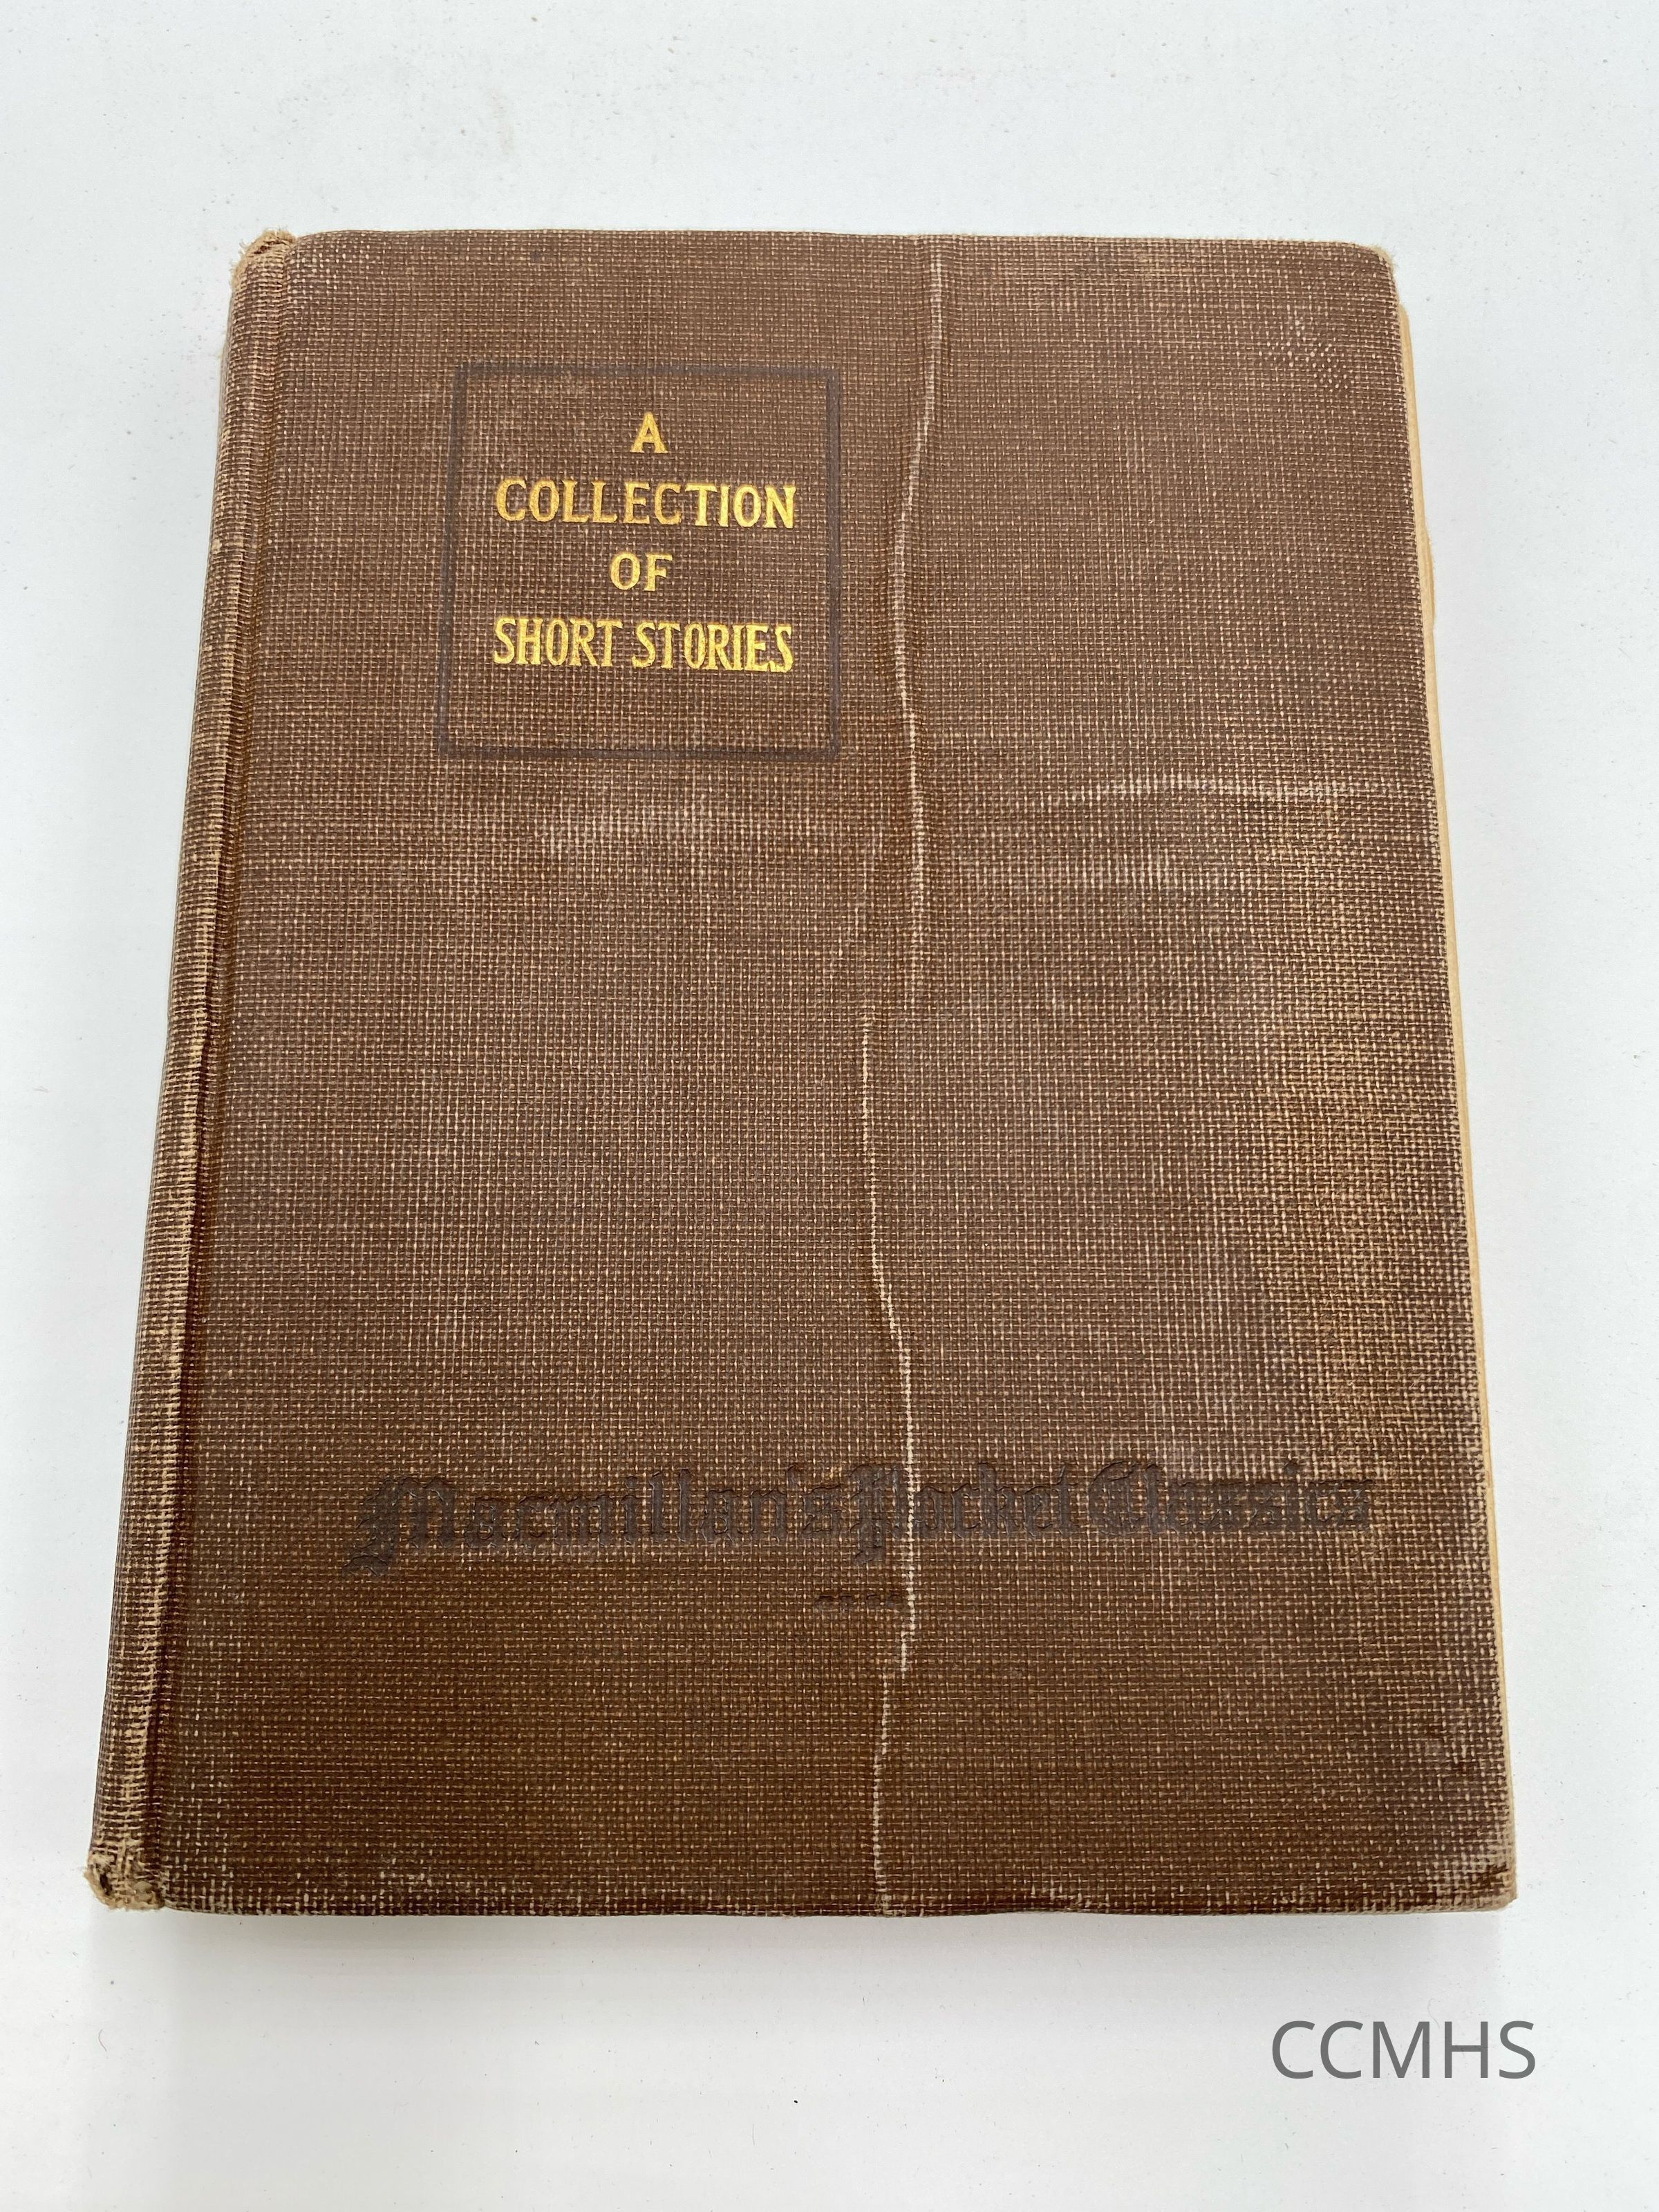 A
COLLECTION
OF
SHORT STORIES
Macmillan's Pocket Classics
CCMHS